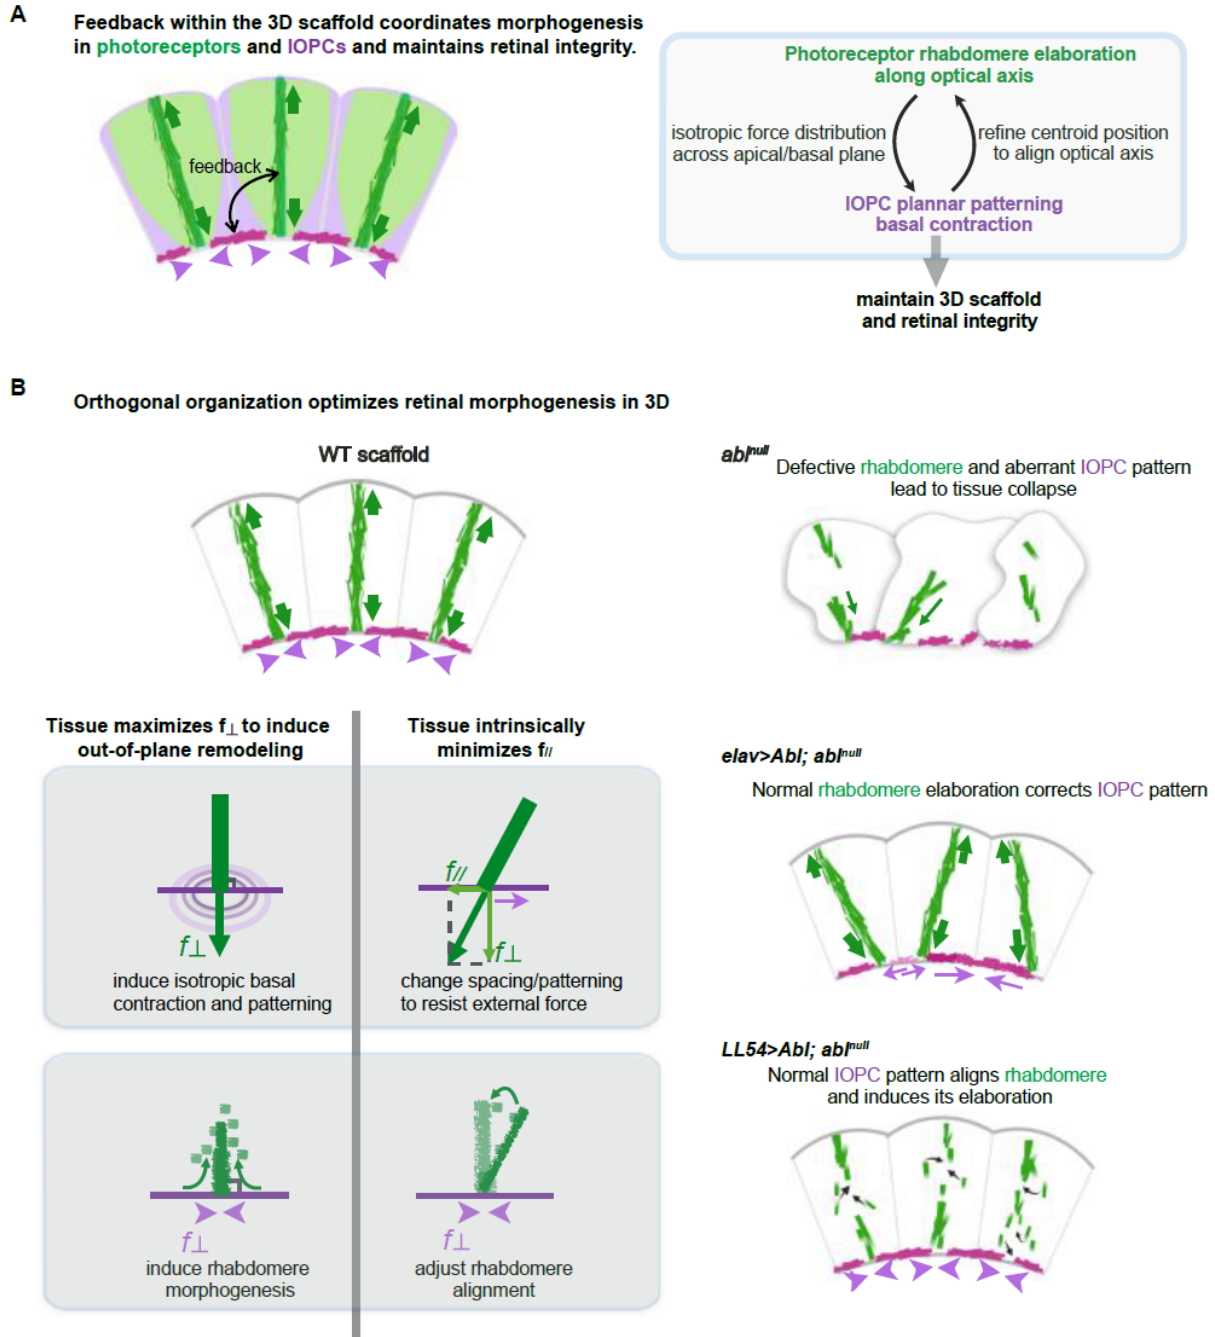 A
Feedback within the 3D scaffold coordinates morphogenesis
in photoreceptors and IOPCs and maintains retinal integrity.
feedback
Photoreceptor rhabdomere elaboration
along optical axis
isotropic force distribution
across apical/basal plane
refine centroid position
to align optical axis
IOPC plannar patterning
basal contraction
maintain 3D scaffold
and retinal integrity
B
Orthogonal organization optimizes retinal morphogenesis in 3D
WT scaffold
Tissue maximizes f⊥ to induce
out-of-plane remodeling
Tissue intrinsically
minimizes f//
f⊥
induce isotropic basal
contraction and patterning
f//
f⊥
change spacing/patterning
to resist external force
f⊥
induce rhabdomere
morphogenesis
f⊥
adjust rhabdomere
alignment
abl^null
Defective rhabdomere and aberrant IOPC pattern
lead to tissue collapse
elav>Abl; abl^null
Normal rhabdomere elaboration corrects IOPC pattern
LL54>Abl; abl^null
Normal IOPC pattern aligns rhabdomere
and induces its elaboration